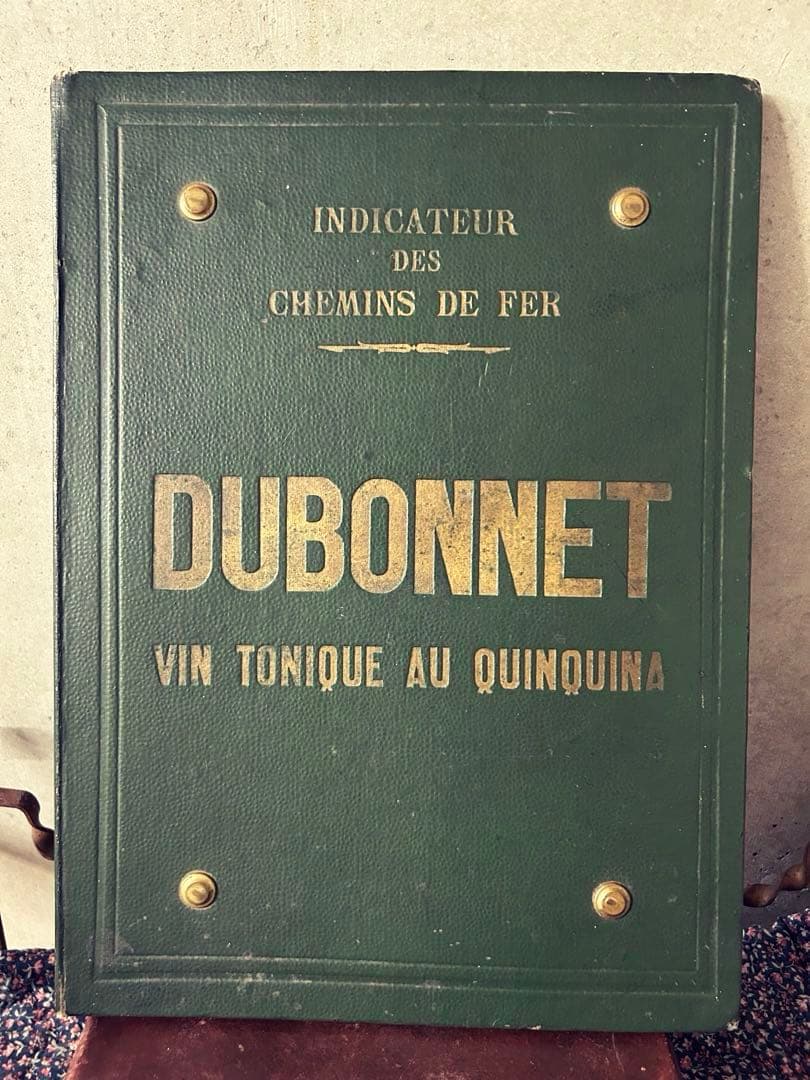 INDICATEUR
DES
CHEMINS DE FER
DUBONNET
VIN TONIQUE AU QUINQUINA